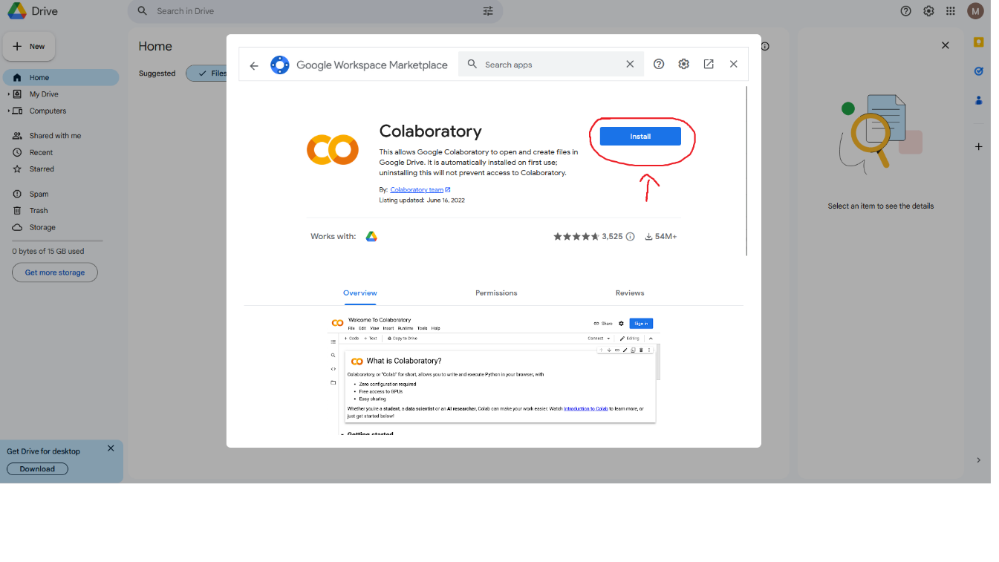 Drive
Search in Drive
M
New
Home
Suggested
Files
Home
My Drive
Computers
Shared with me
Recent
Starred
Spam
Trash
Storage
0 bytes of 15 GB used
Get more storage
Get Drive for desktop
Download
Google Workspace Marketplace
Search apps
Colaboratory
Install
This allows Google Colaboratory to open and create files in
Google Drive. It is automatically installed on first use;
uninstalling this will not prevent access to Colaboratory.
By: Colaboratory team
Listing updated: June 16, 2022
Works with:
3,525
54M+
Overview
Permissions
Reviews
Welcome To Colaboratory
File Edit View Insert Runtime Tools Help
Share
Sign in
+ Code + Text Copy to Drive
Connect
Editing
What is Colaboratory?
Colaboratory, or "Colab" for short, allows you to write and execute Python in your browser, with
• Zero configuration required
• Free access to GPUs
• Easy sharing
Whether you're a student, a data scientist or an AI researcher, Colab can make your work easier. Watch Introduction to Colab to learn more, or
just get started below!
Getting started
Select an item to see the details